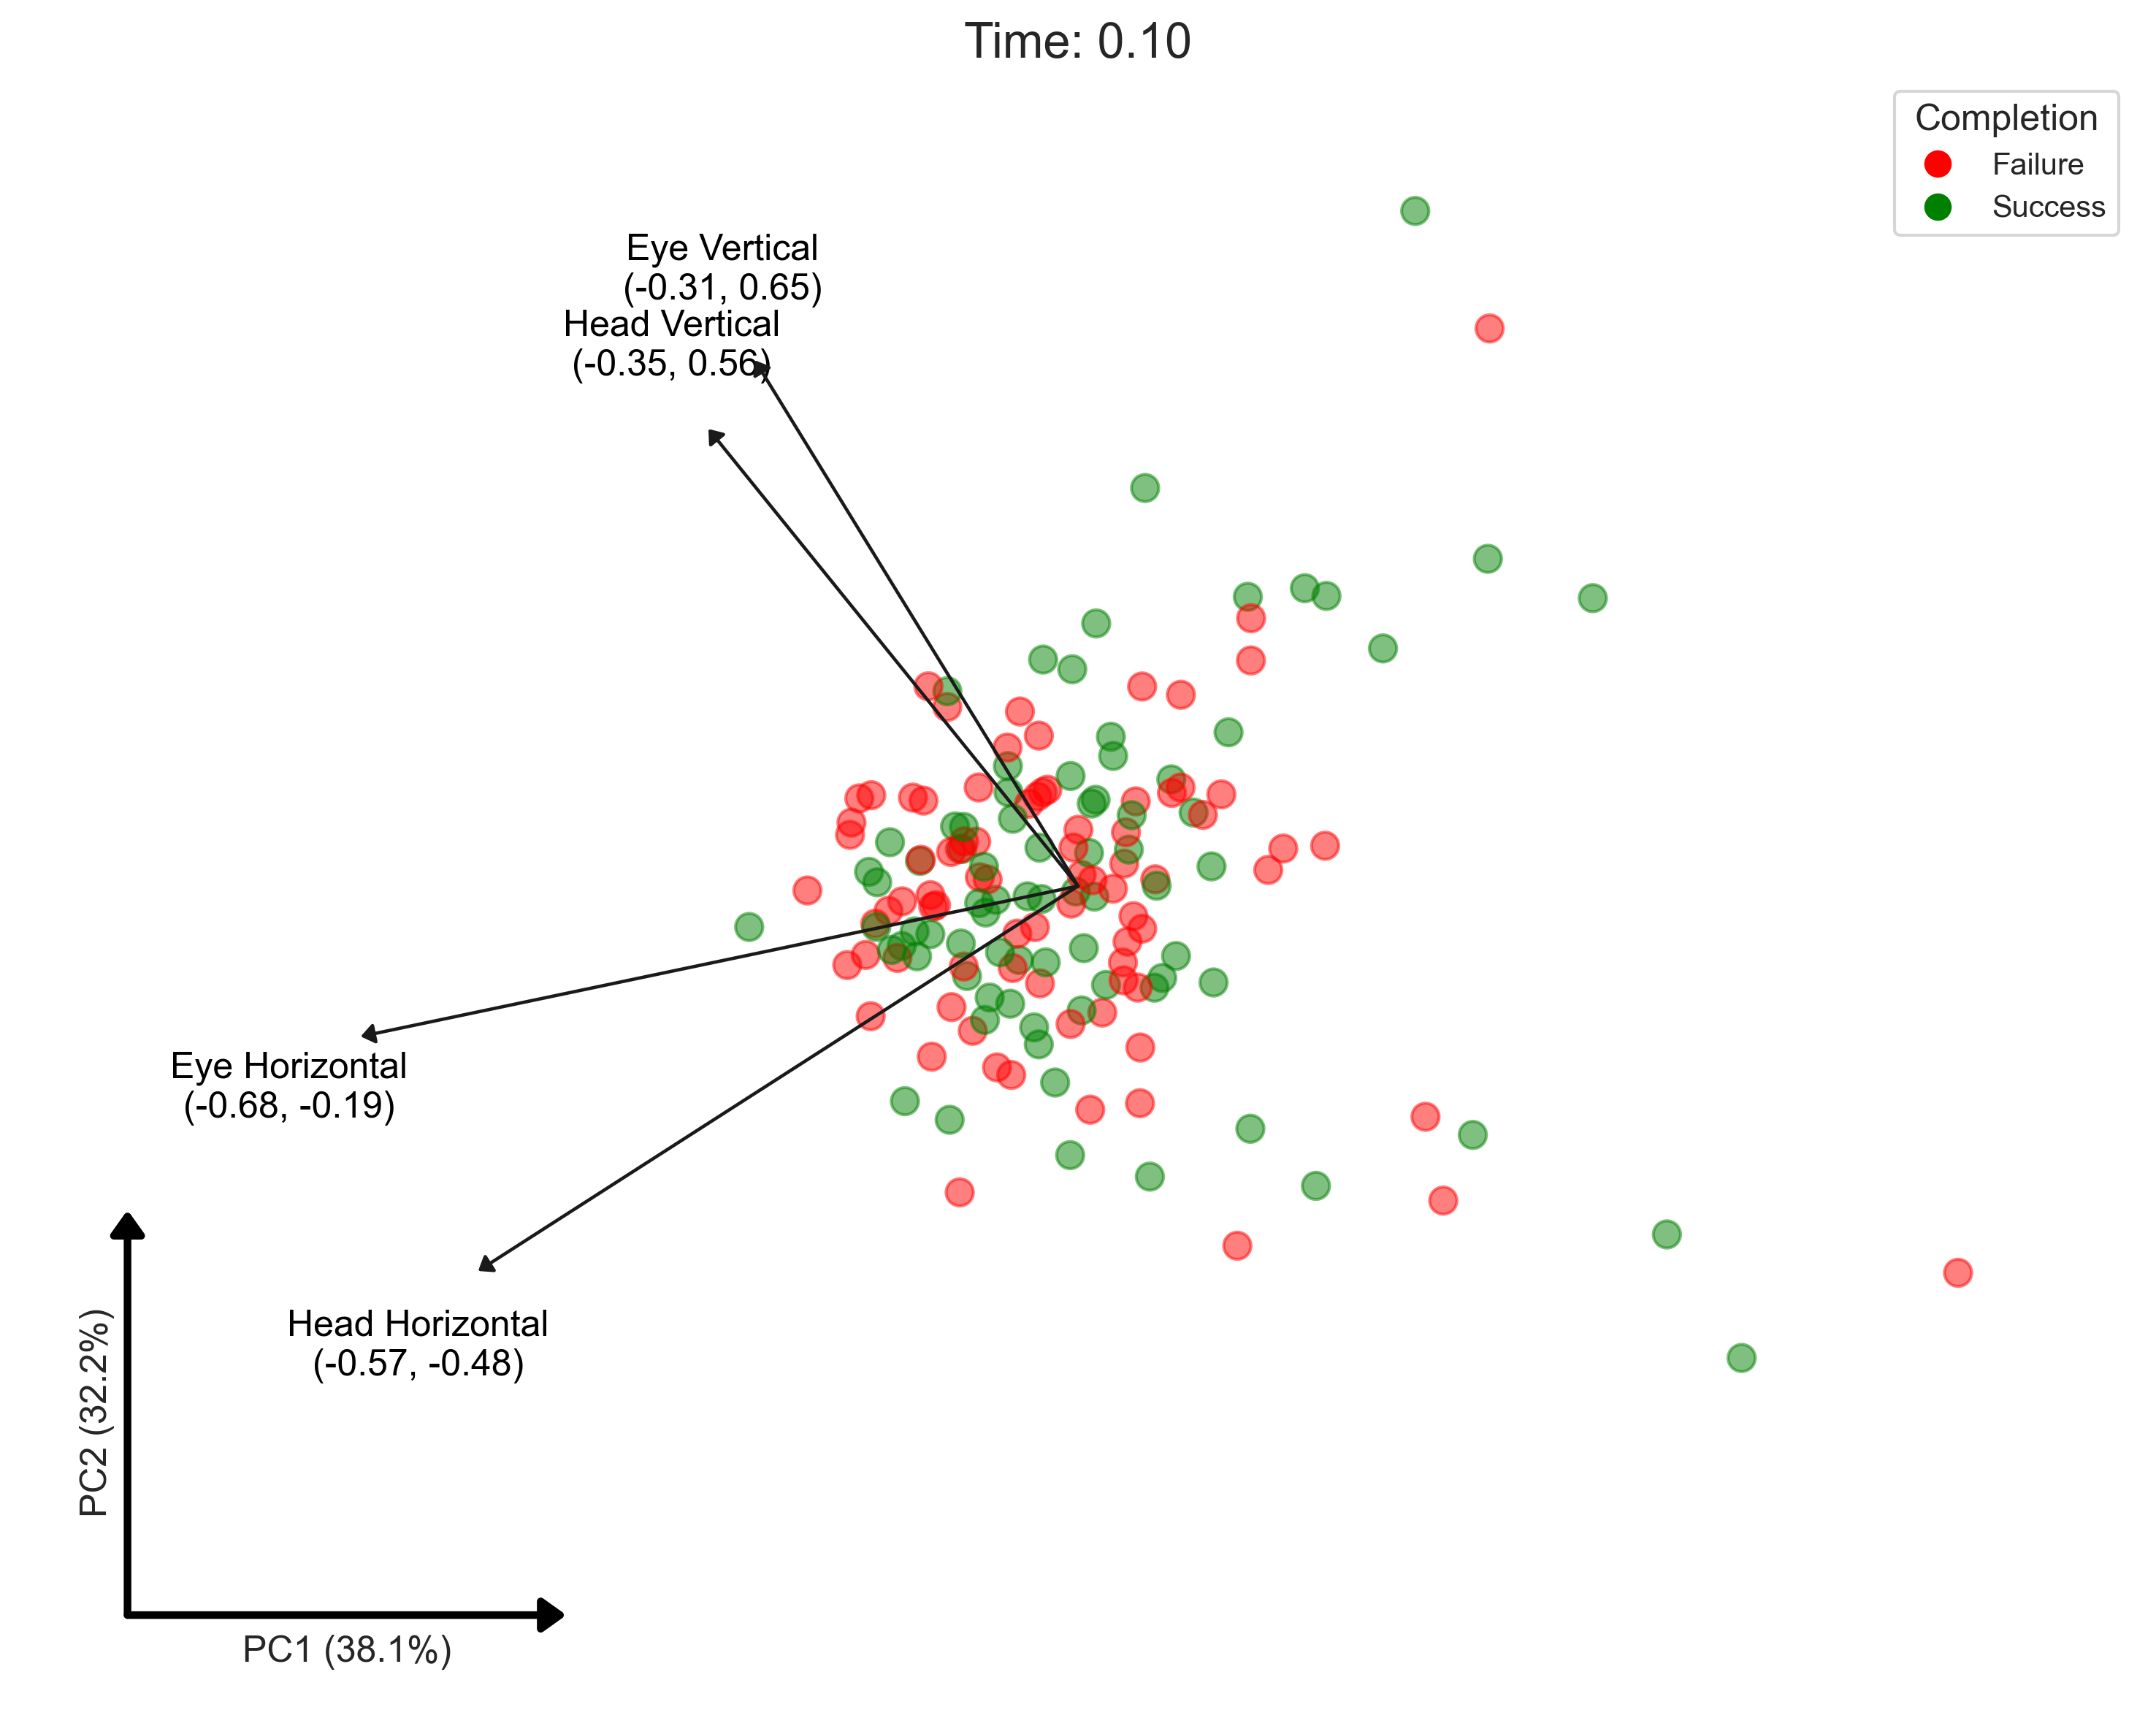 Time: 0.10
Completion
Failure
Success
Eye Vertical
(-0.31, 0.65)
Head Vertical
(-0.35, 0.56)
Eye Horizontal
(-0.68, -0.19)
Head Horizontal
(-0.57, -0.48)
PC2 (32.2%)
PC1 (38.1%)